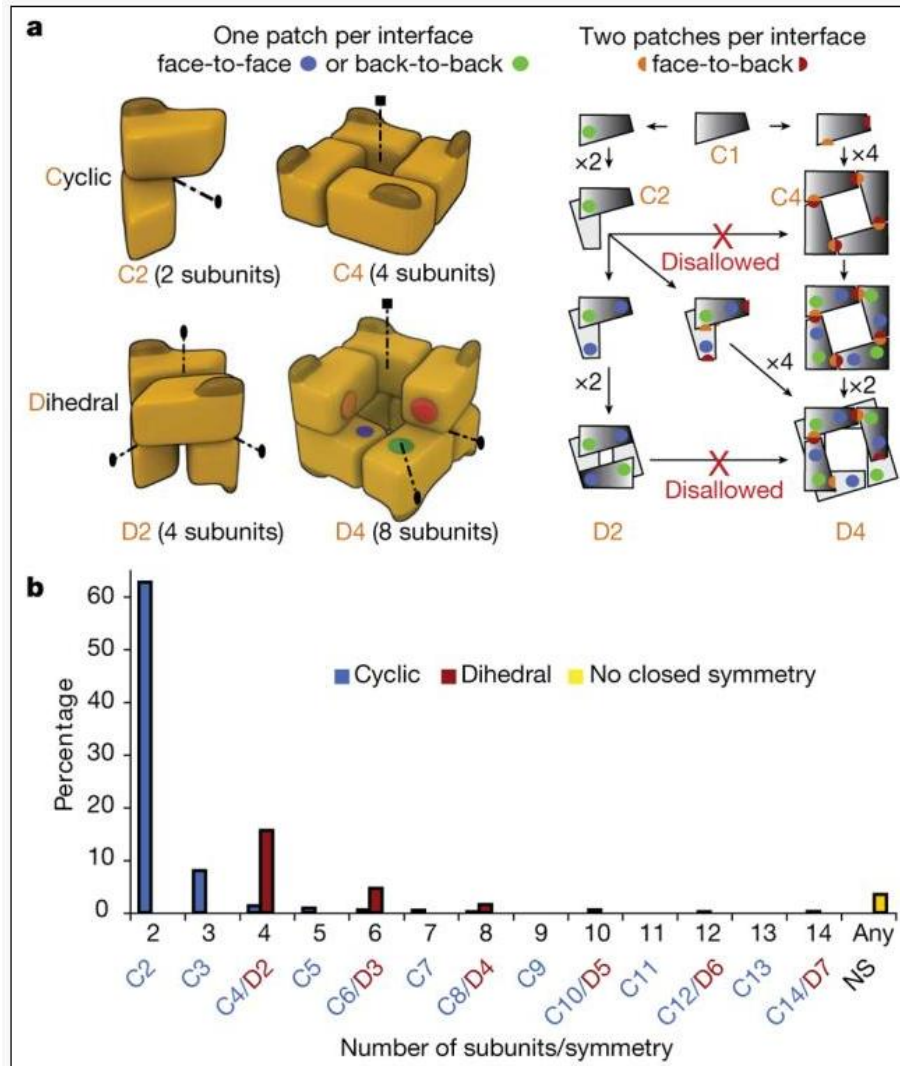 a
One patch per interface
face-to-face or back-to-back
Two patches per interface
face-to-back
Cyclic
C2 (2 subunits)
C4 (4 subunits)
Dihedral
D2 (4 subunits)
D4 (8 subunits)
C1
×2
×4
C2
C4
X
Disallowed
×2
×4
×2
X
Disallowed
D2
D4
b
Percentage
60
50
40
30
20
10
0
Cyclic Dihedral No closed symmetry
2 3 4 5 6 7 8 9 10 11 12 13 14 Any
C2 C3 C4/D2 C5 C6/D3 C7 C8/D4 C9 C10/D5 C11 C12/D6 C13 C14/D7 NS
Number of subunits/symmetry